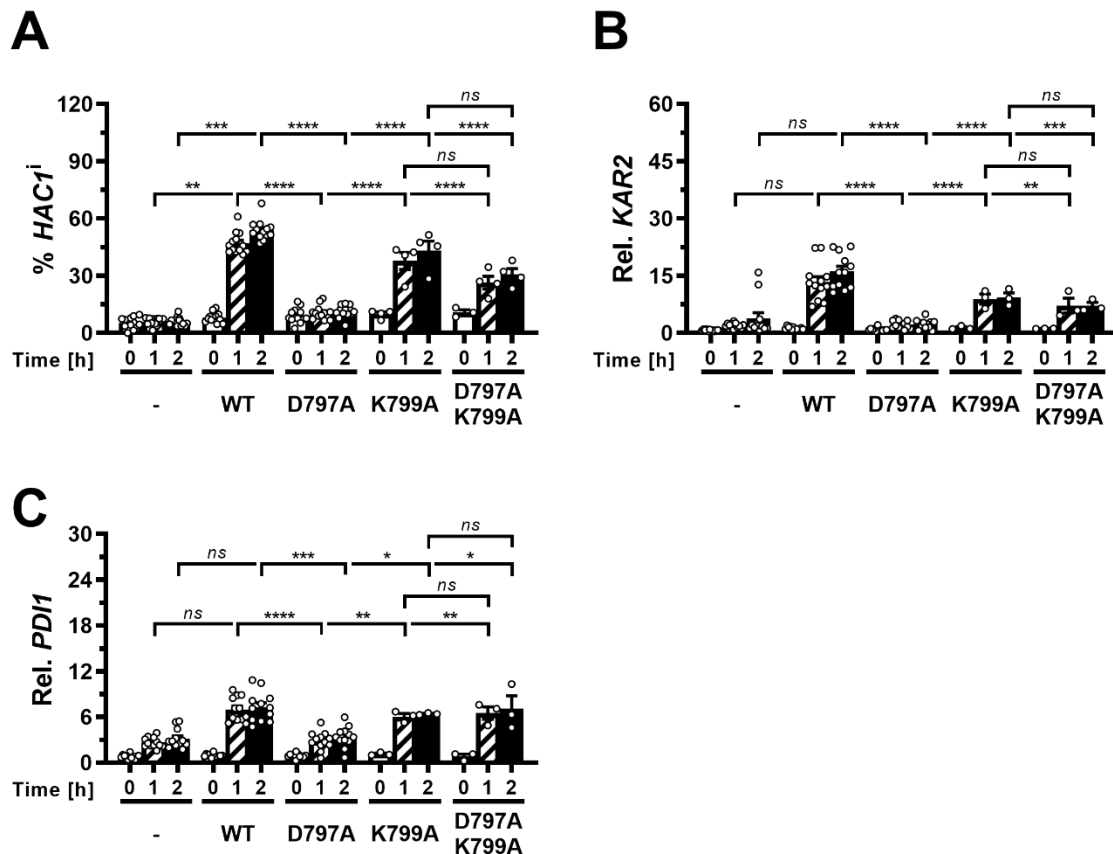 A
% HAC1ⁱ
120
90
60
30
0
ns
*** **** **** ****
ns
** **** **** ****
Time [h] 0 1 2 0 1 2 0 1 2 0 1 2 0 1 2
- WT D797A K799A D797A
K799A
B
Rel. KAR2
60
45
30
15
0
ns
ns **** **** ***
ns
ns **** **** **
Time [h] 0 1 2 0 1 2 0 1 2 0 1 2 0 1 2
- WT D797A K799A D797A
K799A
C
Rel. PDI1
30
24
18
12
6
0
ns
ns *** * *
ns
ns **** ** **
Time [h] 0 1 2 0 1 2 0 1 2 0 1 2 0 1 2
- WT D797A K799A D797A
K799A